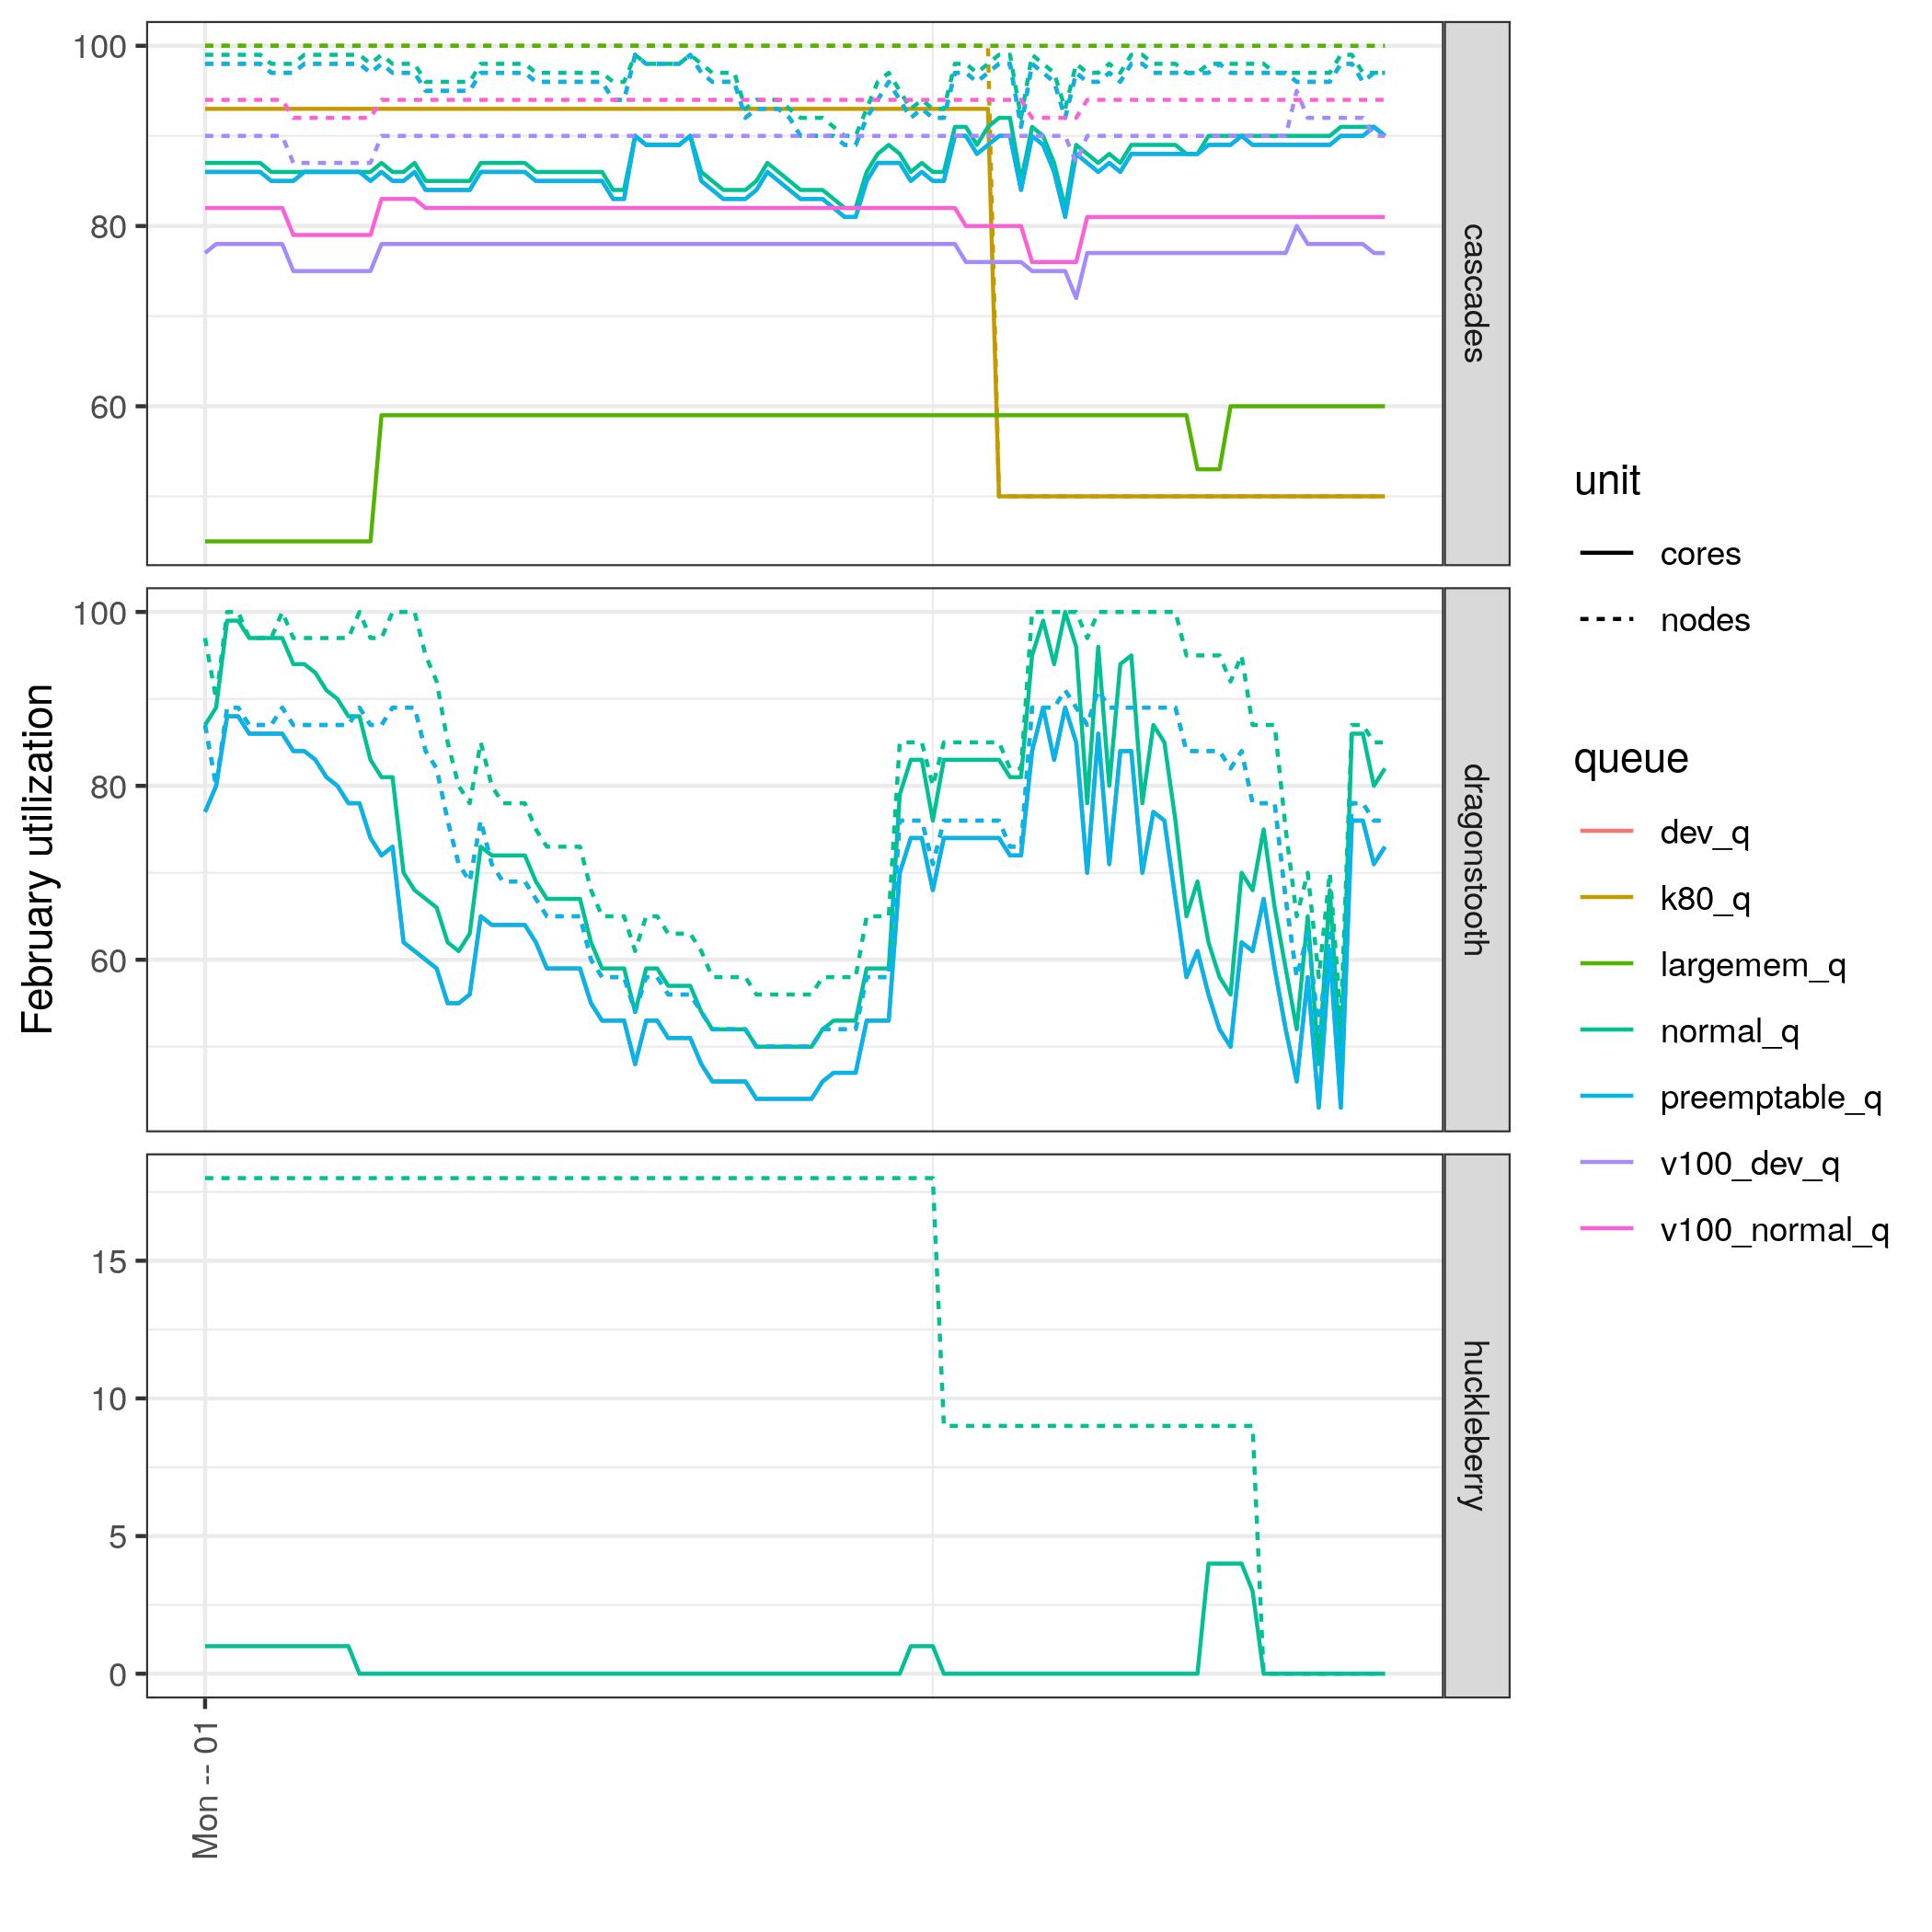 February utilization
100
80
60
cascades
100
80
60
dragonstooth
15
10
5
0
huckleberry
Mon -- 01
unit
cores
nodes
queue
dev_q
k80_q
largemem_q
normal_q
preemptable_q
v100_dev_q
v100_normal_q